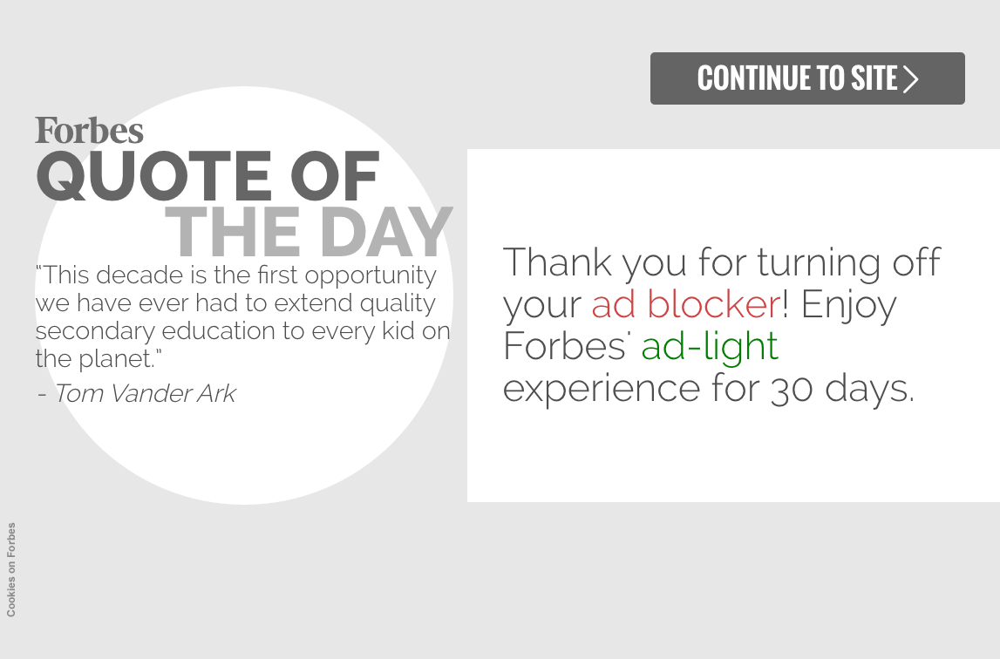 CONTINUE TO SITE
Forbes
QUOTE OF
THE DAY
“This decade is the first opportunity
we have ever had to extend quality
secondary education to every kid on
the planet.”
- Tom Vander Ark
Thank you for turning off
your ad blocker! Enjoy
Forbes' ad-light
experience for 30 days.
Cookies on Forbes